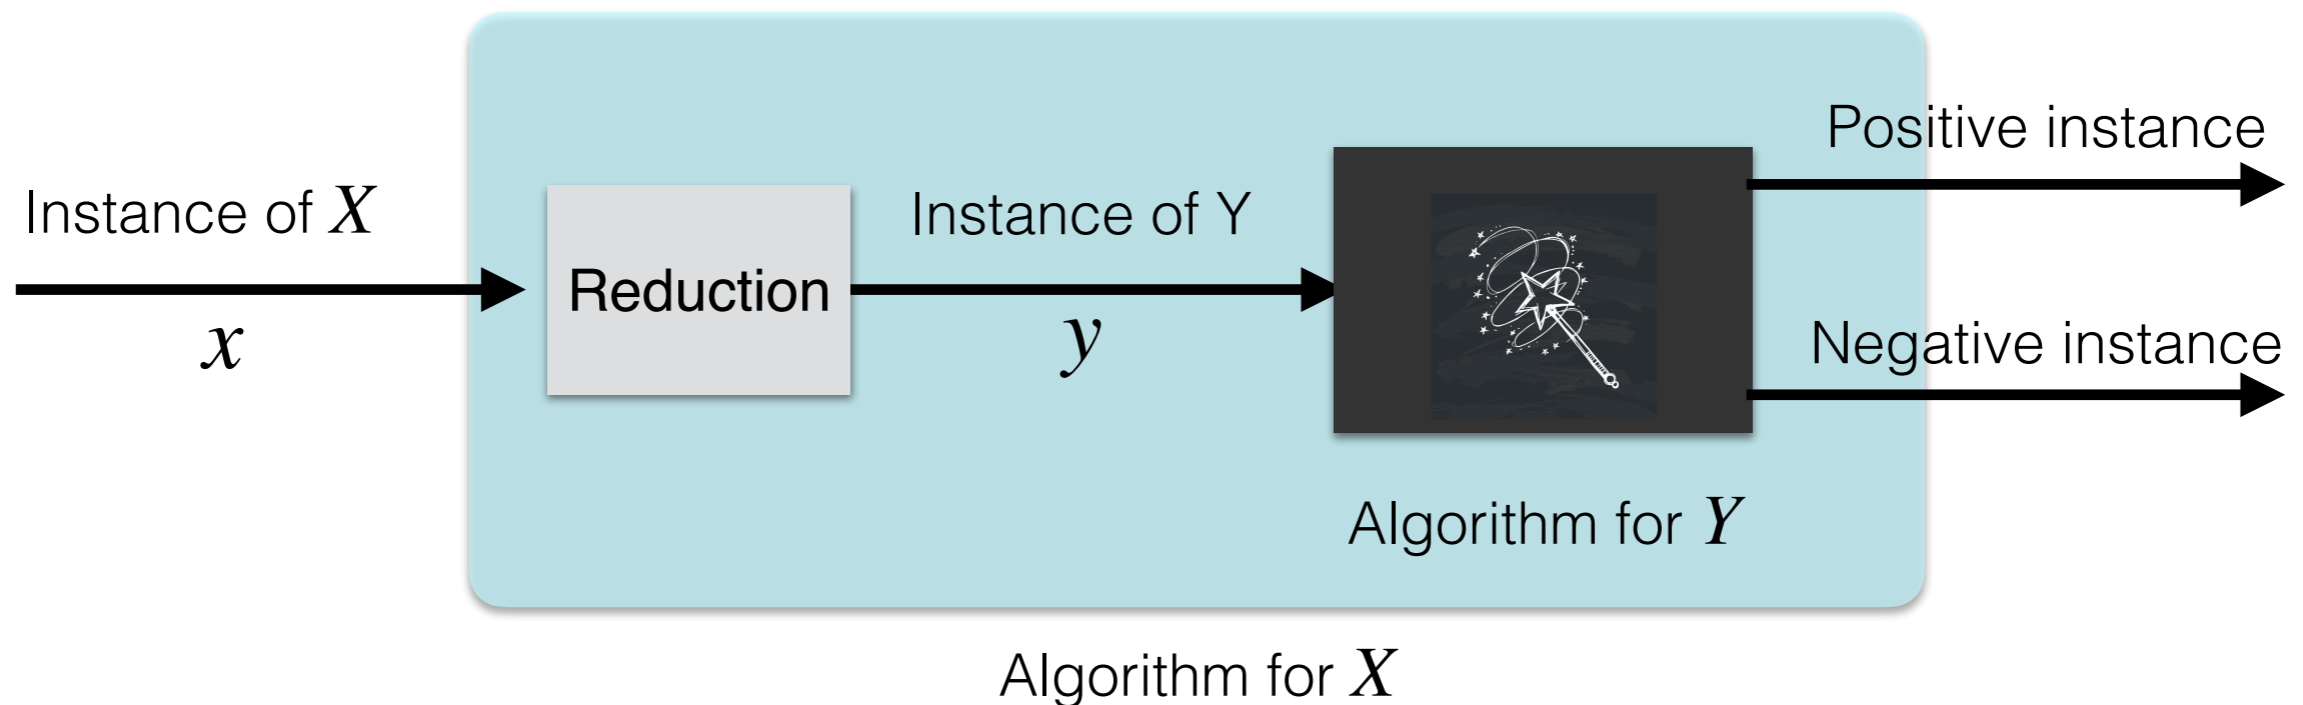 Instance of X
x
Reduction
Instance of Y
y
Algorithm for Y
Positive instance
Negative instance
Algorithm for X